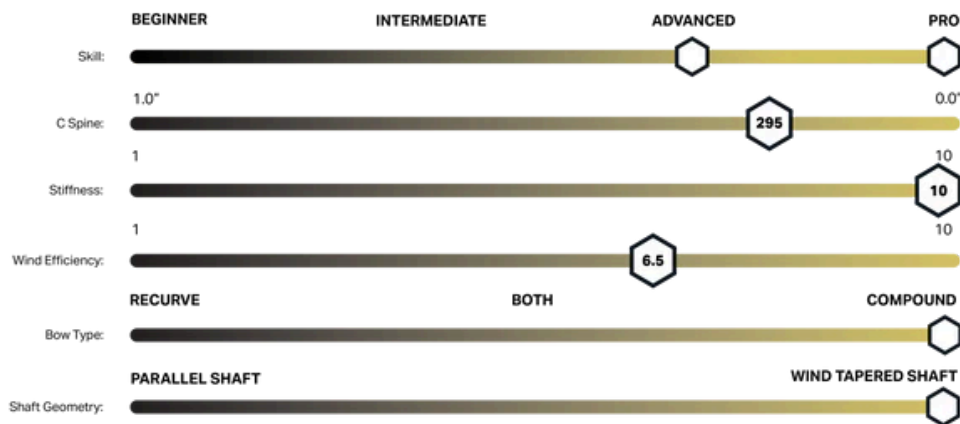 BEGINNER INTERMEDIATE ADVANCED PRO
Skill:
1.0" 0.0"
C Spine: 295
1 10
Stiffness: 10
1 10
Wind Efficiency: 6.5
RECURVE BOTH COMPOUND
Bow Type:
PARALLEL SHAFT WIND TAPERED SHAFT
Shaft Geometry: